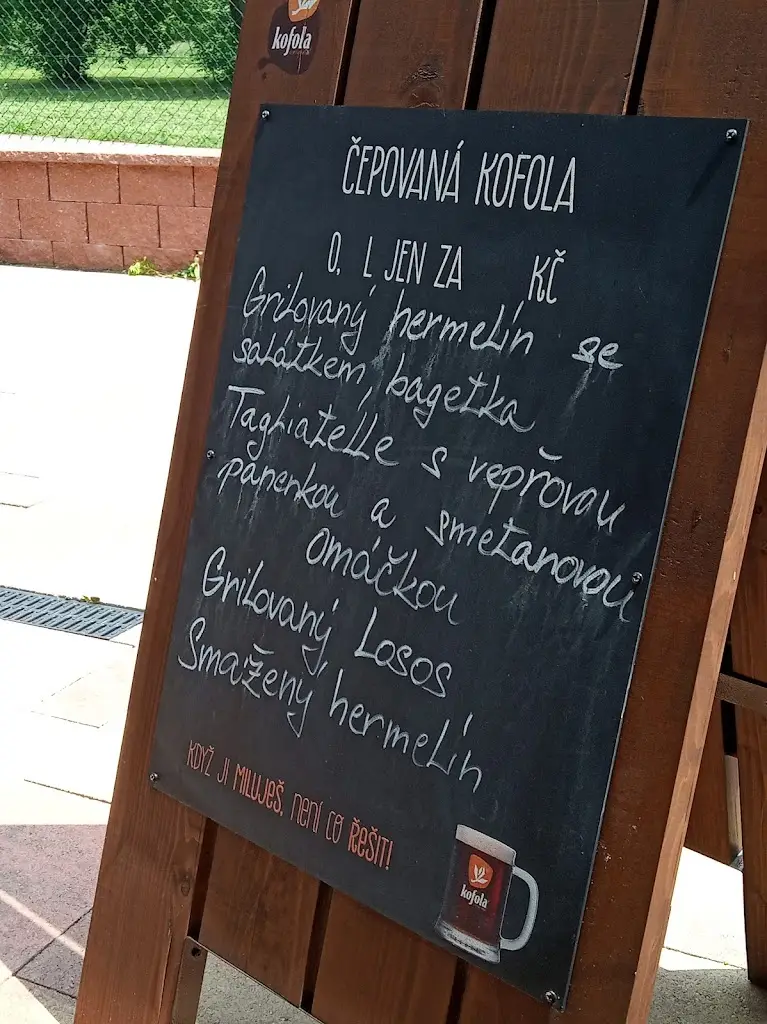 kofola
ČEPOVANÁ KOFOLA
0, L JEN ZA KČ
Grilovaný hermelín se
salátkem, bagetka
Tagliatelle s vepřovou
panenkou a smetanovou
omáčkou
Grilovaný Losos
Smažený hermelín
KDYŽ JI MILUJEŠ, NENÍ CO ŘEŠIT!
kofola